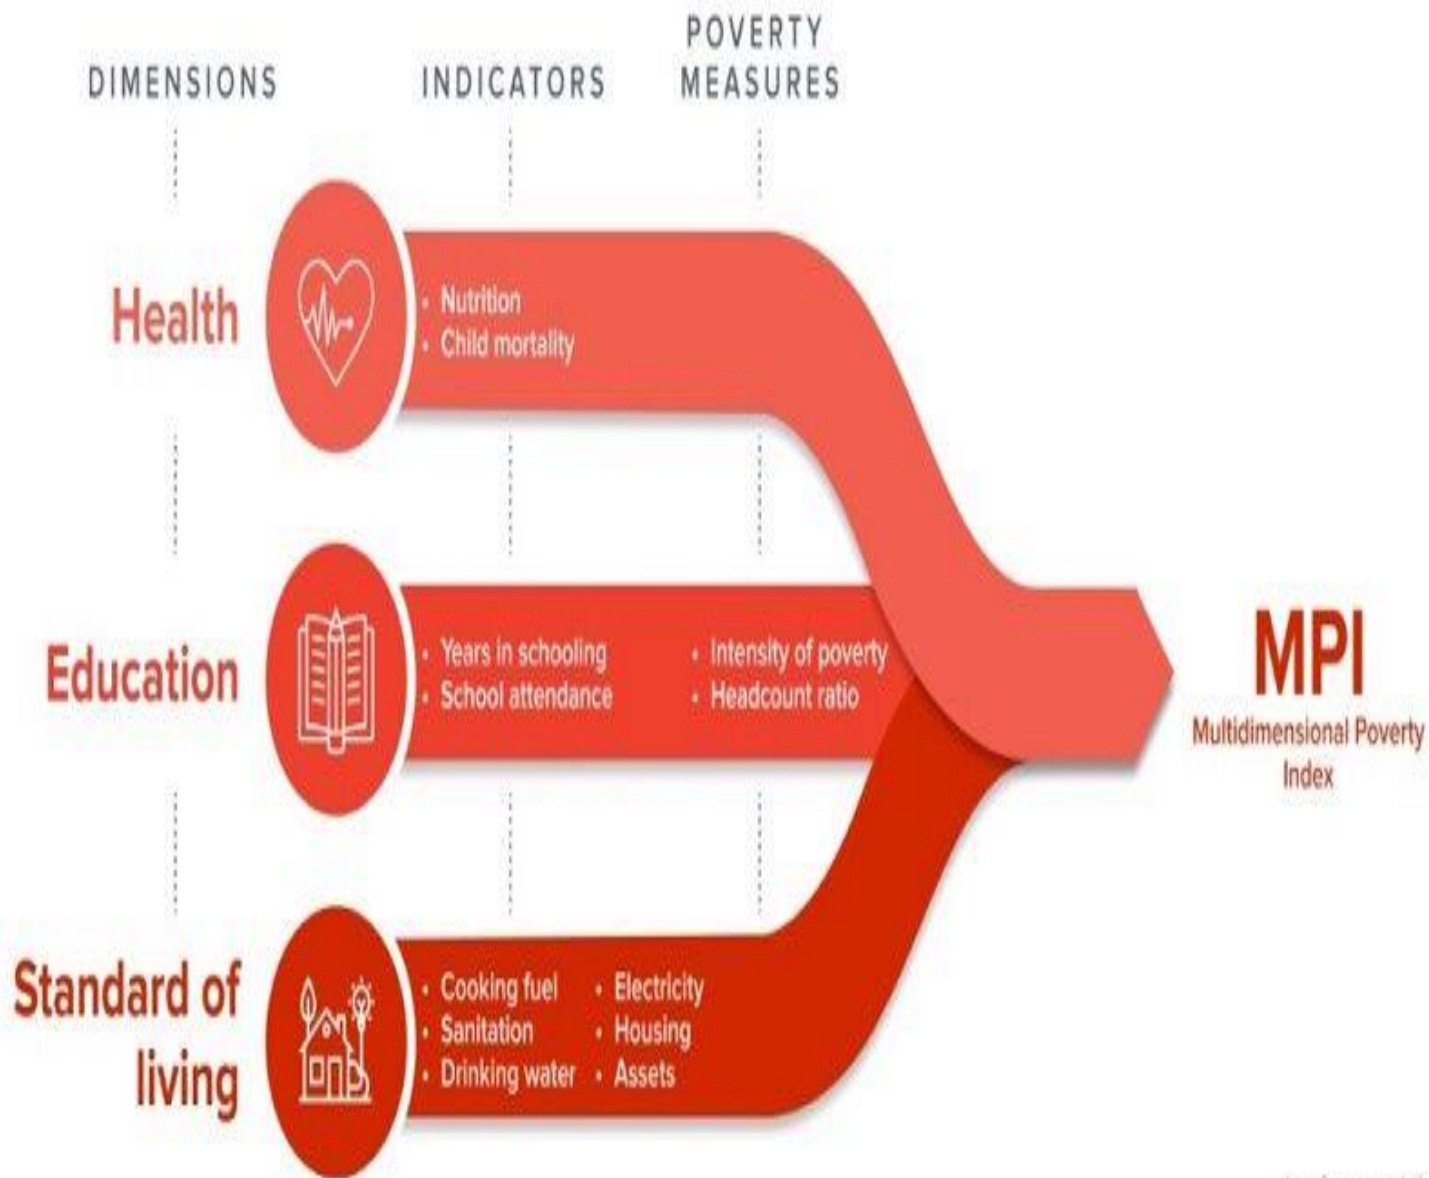 DIMENSIONS
INDICATORS
POVERTY
MEASURES
Health
• Nutrition
• Child mortality
Education
• Years in schooling
• School attendance
• Intensity of poverty
• Headcount ratio
Standard of
living
• Cooking fuel
• Sanitation
• Drinking water
• Electricity
• Housing
• Assets
MPI
Multidimensional Poverty
Index